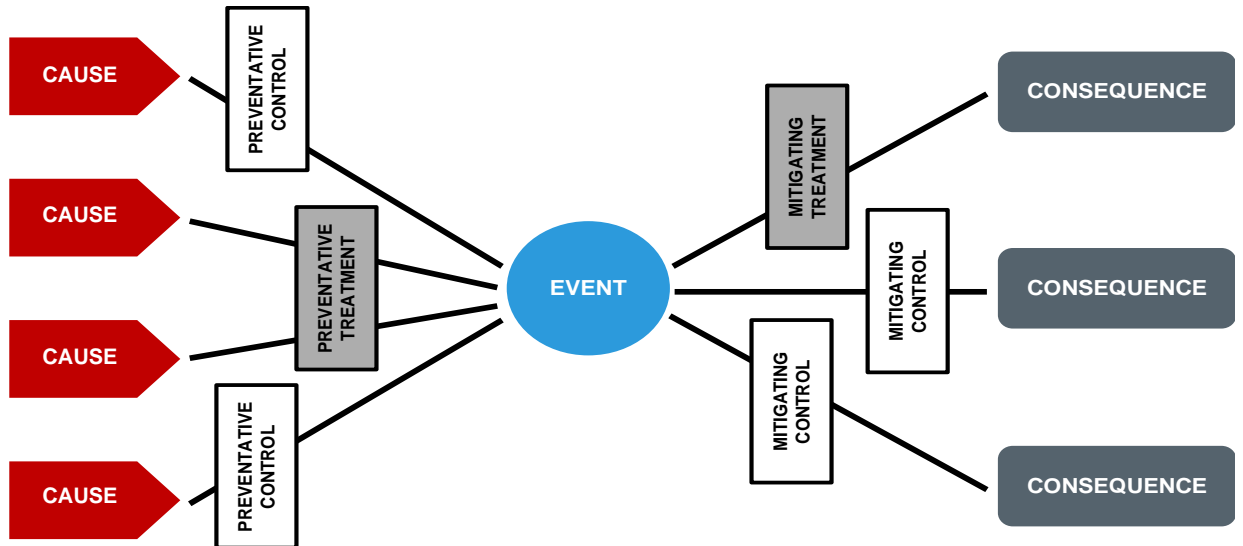 CAUSE
PREVENTATIVE
CONTROL
CAUSE
PREVENTATIVE
TREATMENT
CAUSE
CAUSE
PREVENTATIVE
CONTROL
EVENT
MITIGATING
TREATMENT
MITIGATING
CONTROL
MITIGATING
CONTROL
CONSEQUENCE
CONSEQUENCE
CONSEQUENCE